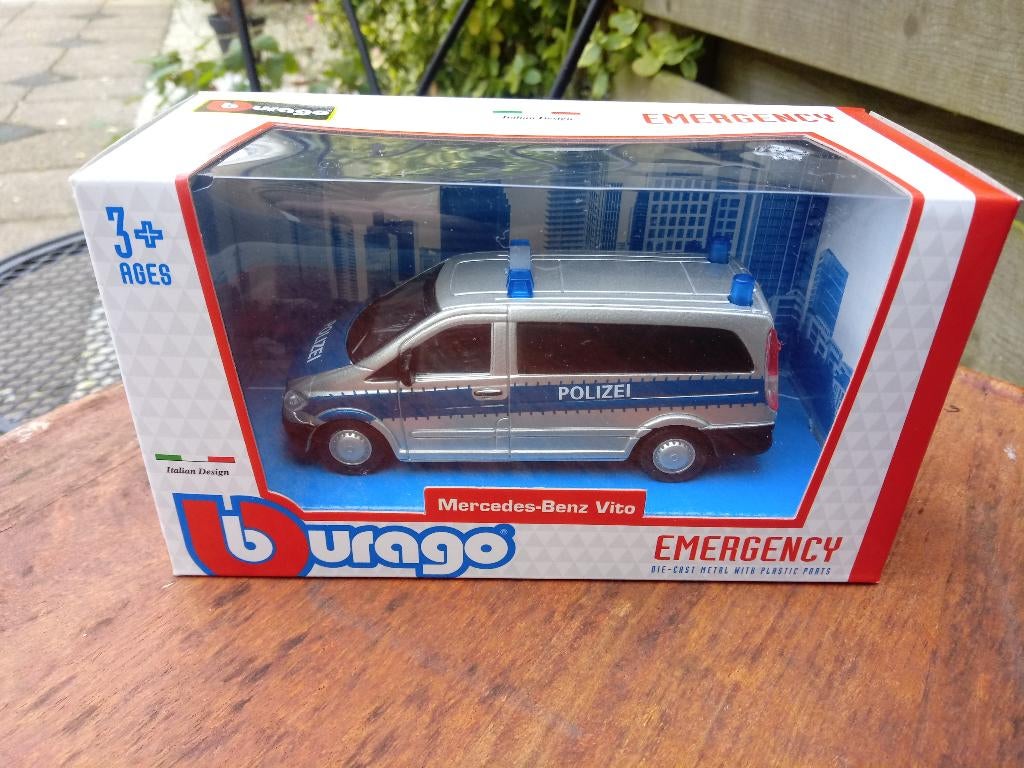 burago
Italian Design
EMERGENCY
3+
AGES
POLIZEI
POLIZEI
Italian Design
Mercedes-Benz Vito
burago®
EMERGENCY
DIE-CAST METAL WITH PLASTIC PARTS